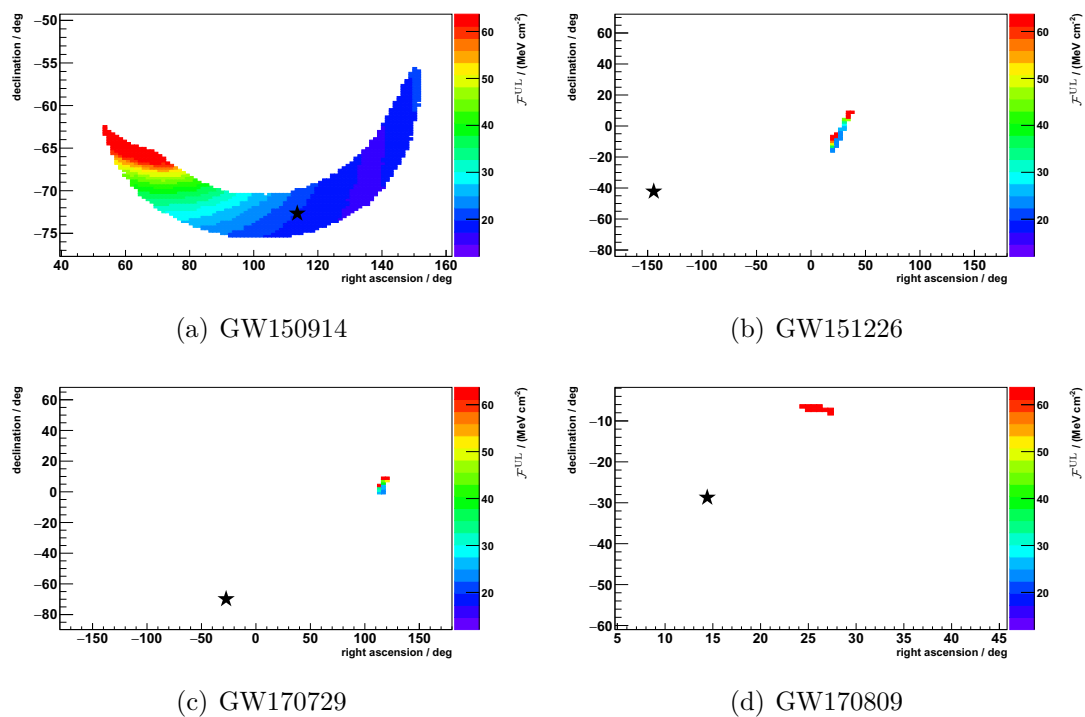 declination / deg
−50
−55
−60
−65
−70
−75
40 60 80 100 120 140 160
right ascension / deg
60
50
40
30
20
ℱ^UL / (MeV cm^-2)
(a) GW150914
declination / deg
60
40
20
0
−20
−40
−60
−80
−150 −100 −50 0 50 100 150
right ascension / deg
60
50
40
30
20
ℱ^UL / (MeV cm^-2)
(b) GW151226
declination / deg
60
40
20
0
−20
−40
−60
−80
−150 −100 −50 0 50 100 150
right ascension / deg
60
50
40
30
20
ℱ^UL / (MeV cm^-2)
(c) GW170729
declination / deg
−10
−20
−30
−40
−50
−60
5 10 15 20 25 30 35 40 45
right ascension / deg
60
50
40
30
20
ℱ^UL / (MeV cm^-2)
(d) GW170809